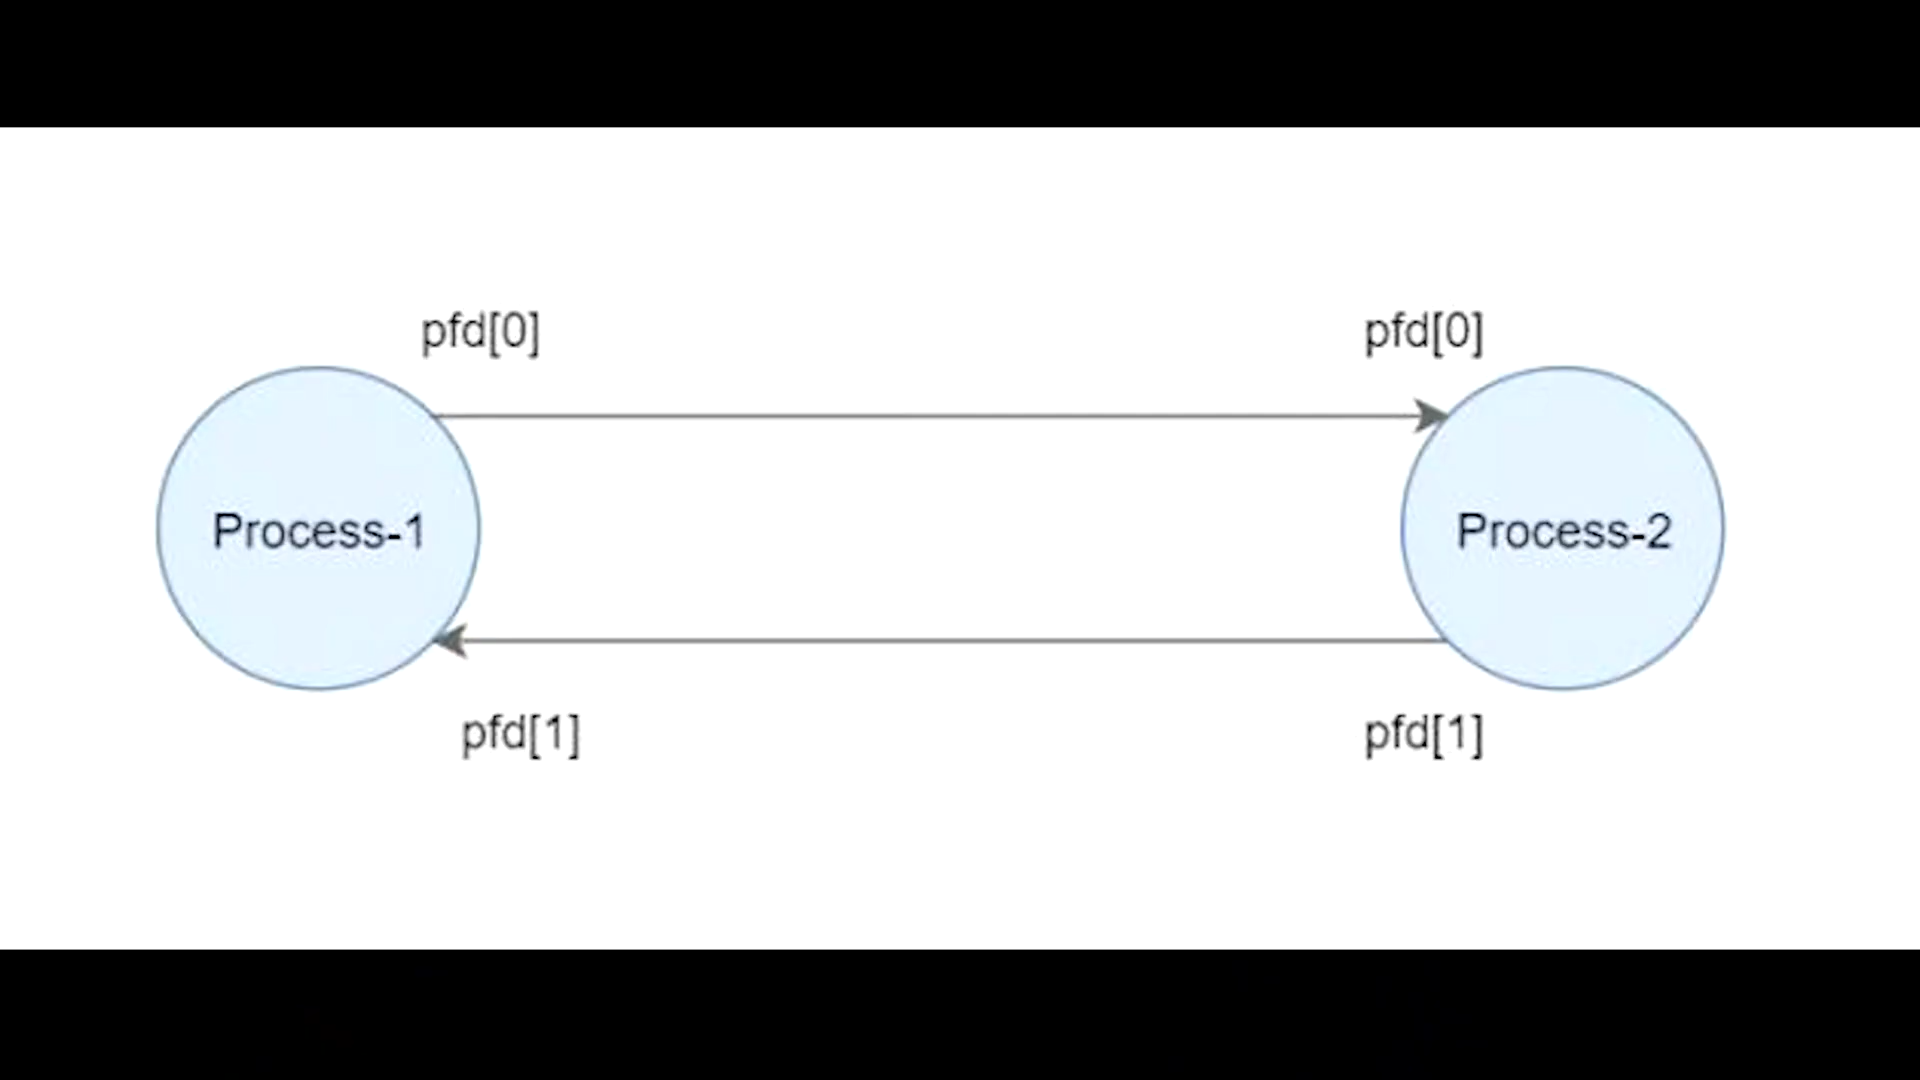 pfd[0]
pfd[0]
Process-1
Process-2
pfd[1]
pfd[1]